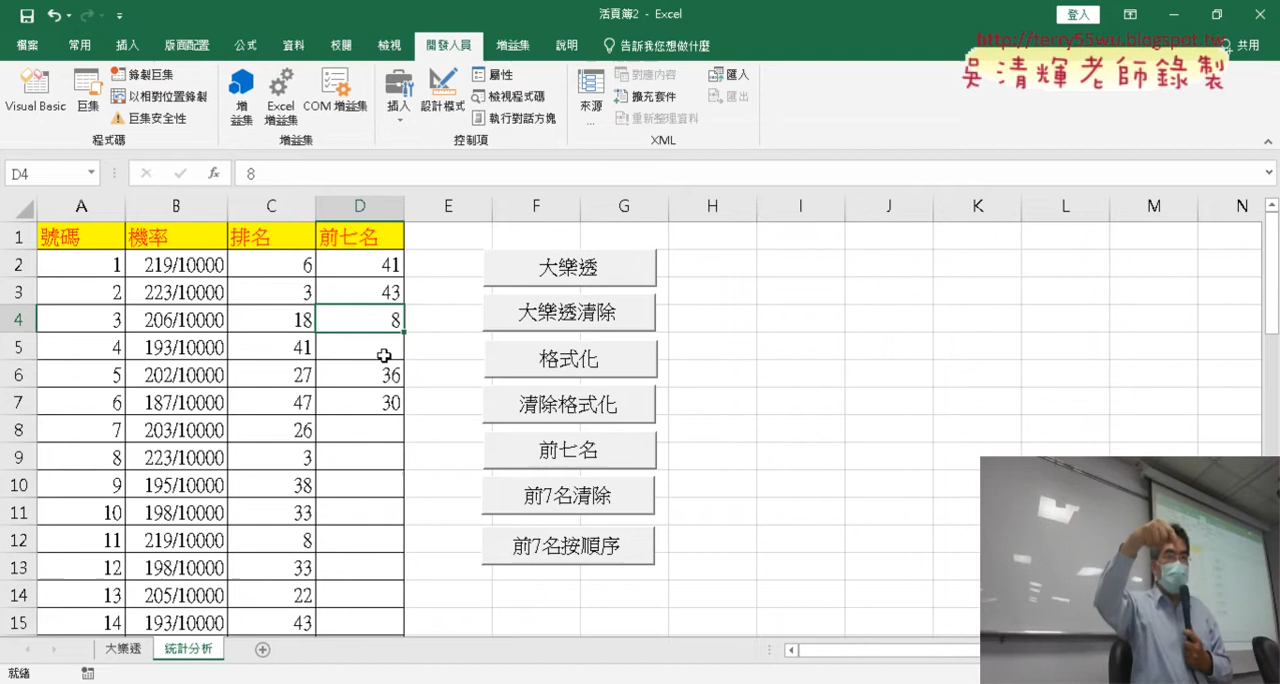 活頁簿2 - Excel
登入
檔案 常用 插入 版面配置 公式 資料 校閱 檢視 開發人員 增益集 說明 告訴我您想做什麼 共用
http://terry55wu.blogspot.tw
吳清輝老師錄製
Visual Basic
巨集
錄製巨集
以相對位置錄製
巨集安全性
程式碼
增益集
Excel 增益集
COM 增益集
增益集
插入
設計模式
屬性
檢視程式碼
執行對話方塊
控制項
來源
...
對應內容
擴充套件
重新整理資料
匯入
匯出
XML
D4 fx 8
A B C D E F G H I J K L M N
1 號碼 機率 排名 前七名
2 1 219/10000 6 41
3 2 223/10000 3 43
4 3 206/10000 18 8
5 4 193/10000 41
6 5 202/10000 27 36
7 6 187/10000 47 30
8 7 203/10000 26
9 8 223/10000 3
10 9 195/10000 38
11 10 198/10000 33
12 11 219/10000 8
13 12 198/10000 33
14 13 205/10000 22
15 14 193/10000 43
大樂透
大樂透清除
格式化
清除格式化
前七名
前7名清除
前7名按順序
大樂透 統計分析
就緒